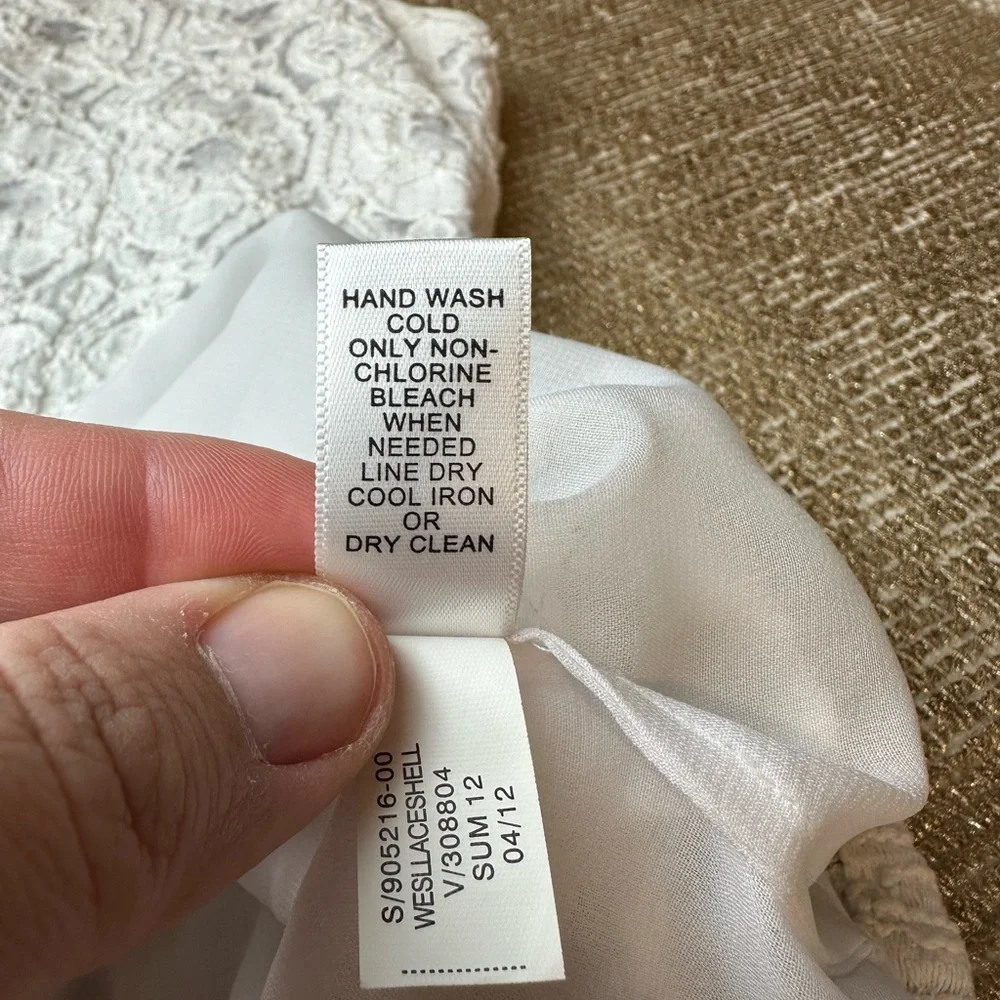 HAND WASH
COLD
ONLY NON-
CHLORINE
BLEACH
WHEN
NEEDED
LINE DRY
COOL IRON
OR
DRY CLEAN
S/905216-00
WESLLACESHELL
V/308804
SUM 12
04/12